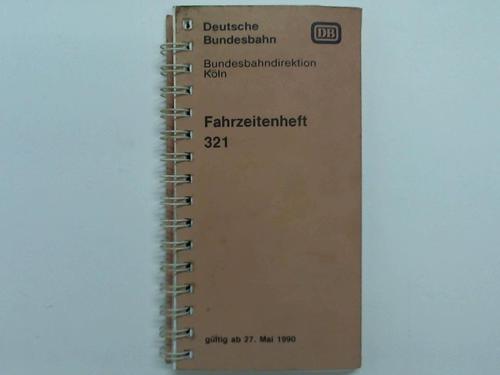 Deutsche
Bundesbahn
DB
Bundesbahndirektion
Köln
Fahrzeitenheft
321
gültig ab 27. Mai 1990